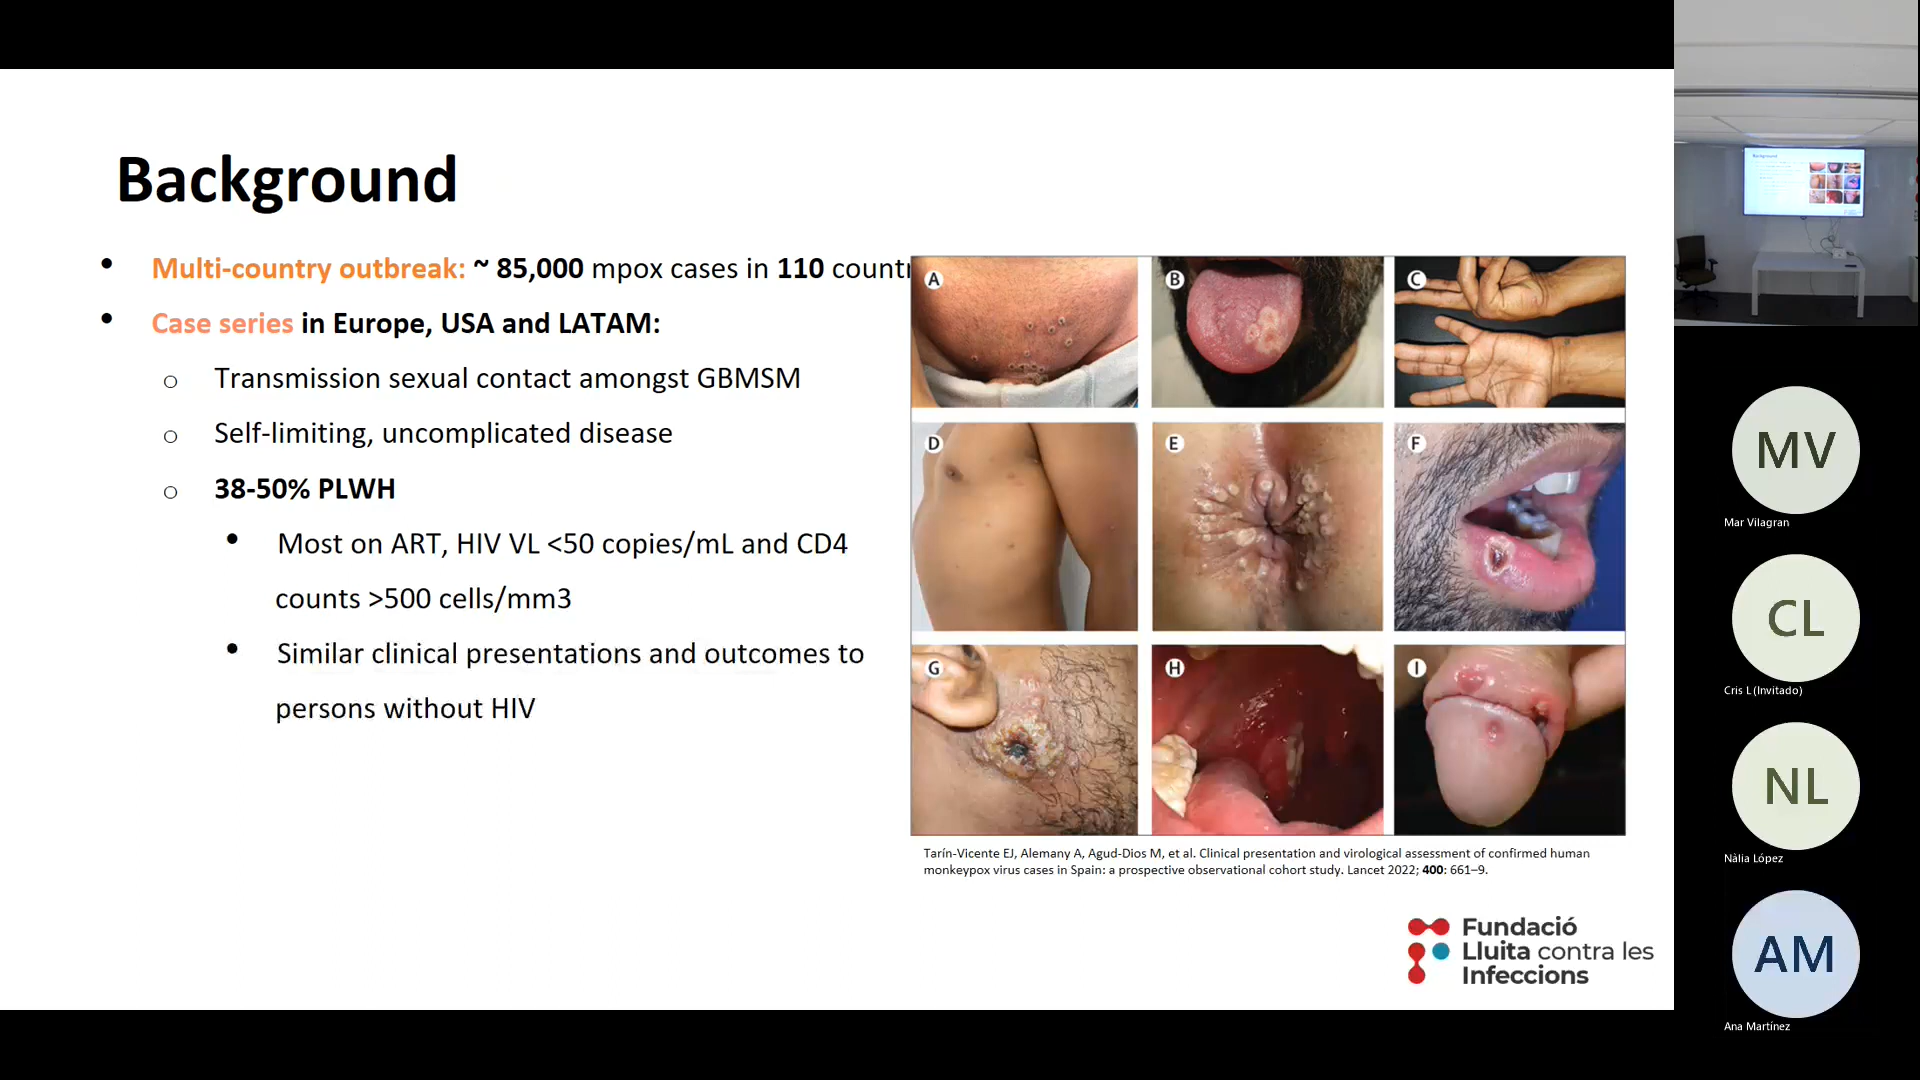 Background
• Multi-country outbreak: ~ 85,000 mpox cases in 110 countr
• Case series in Europe, USA and LATAM:
o Transmission sexual contact amongst GBMSM
o Self-limiting, uncomplicated disease
o 38-50% PLWH
• Most on ART, HIV VL <50 copies/mL and CD4
counts >500 cells/mm3
• Similar clinical presentations and outcomes to
persons without HIV
A
B
C
D
E
F
G
H
I
Tarín-Vicente EJ, Alemany A, Agud-Dios M, et al. Clinical presentation and virological assessment of confirmed human
monkeypox virus cases in Spain: a prospective observational cohort study. Lancet 2022; 400: 661–9.
Fundació
Lluita contra les
Infeccions
MV
Mar Vilagran
CL
Cris L (Invitado)
NL
Nàlia López
AM
Ana Martínez